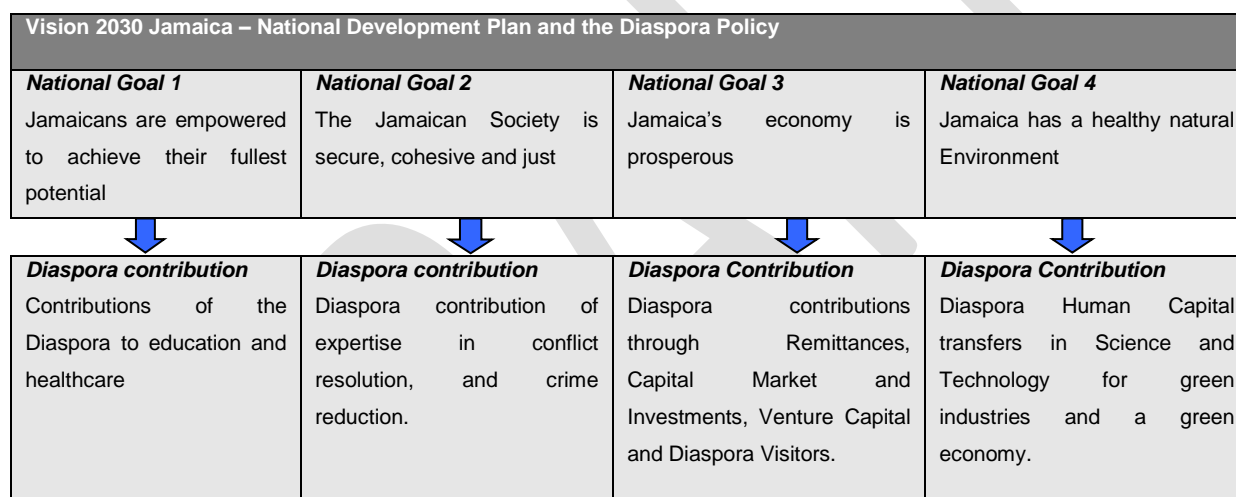 Vision 2030 Jamaica – National Development Plan and the Diaspora Policy
National Goal 1
Jamaicans are empowered
to achieve their fullest
potential
National Goal 2
The Jamaican Society is
secure, cohesive and just
National Goal 3
Jamaica's economy is
prosperous
National Goal 4
Jamaica has a healthy natural
Environment
Diaspora contribution
Contributions of the
Diaspora to education and
healthcare
Diaspora contribution
Diaspora contribution of
expertise in conflict
resolution, and crime
reduction.
Diaspora Contribution
Diaspora contributions
through Remittances,
Capital Market and
Investments, Venture Capital
and Diaspora Visitors.
Diaspora Contribution
Diaspora Human Capital
transfers in Science and
Technology for green
industries and a green
economy.